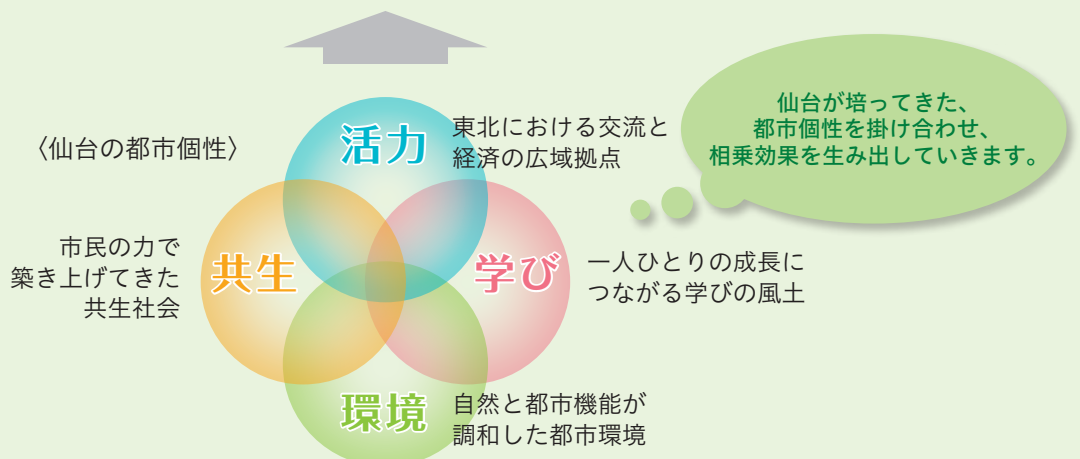 仙台が培ってきた、
都市個性を掛け合わせ、
相乗効果を生み出していきます。
〈仙台の都市個性〉
活力
東北における交流と
経済の広域拠点
共生
市民の力で
築き上げてきた
共生社会
学び
一人ひとりの成長に
つながる学びの風土
環境
自然と都市機能が
調和した都市環境